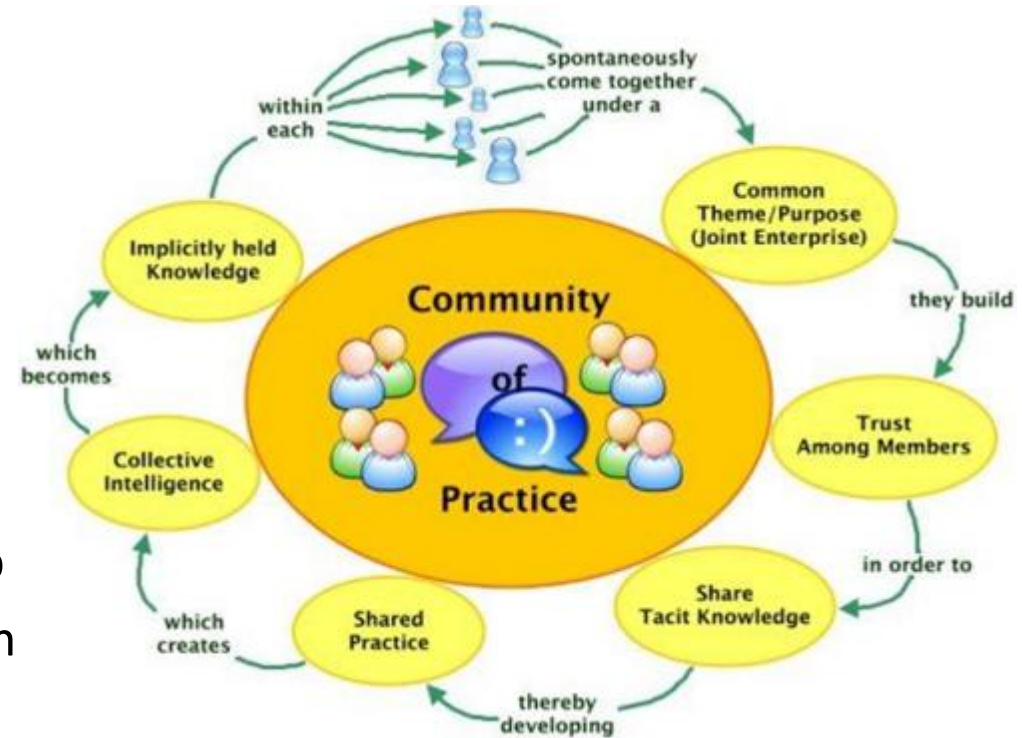 within
each
spontaneously
come together
under a
Common
Theme/Purpose
(Joint Enterprise)
they build
Trust
Among Members
in order to
Share
Tacit Knowledge
thereby
developing
Shared
Practice
which
creates
Collective
Intelligence
which
becomes
Implicitly held
Knowledge
Community
of
:)
Practice